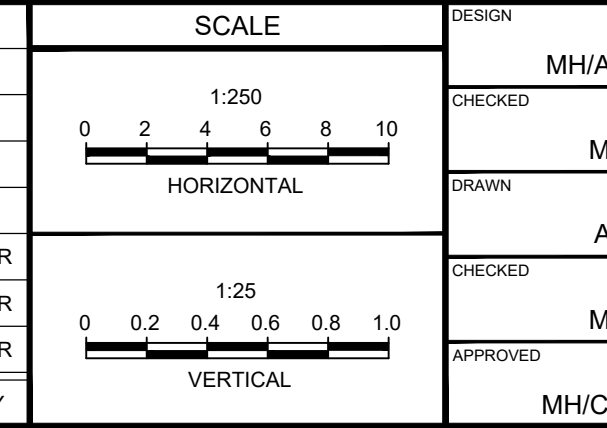 SCALE
1:250
0 2 4 6 8 10
HORIZONTAL
1:25
0 0.2 0.4 0.6 0.8 1.0
VERTICAL
DESIGN
MH/A
CHECKED
M
DRAWN
A
CHECKED
M
APPROVED
MH/C
R
R
R